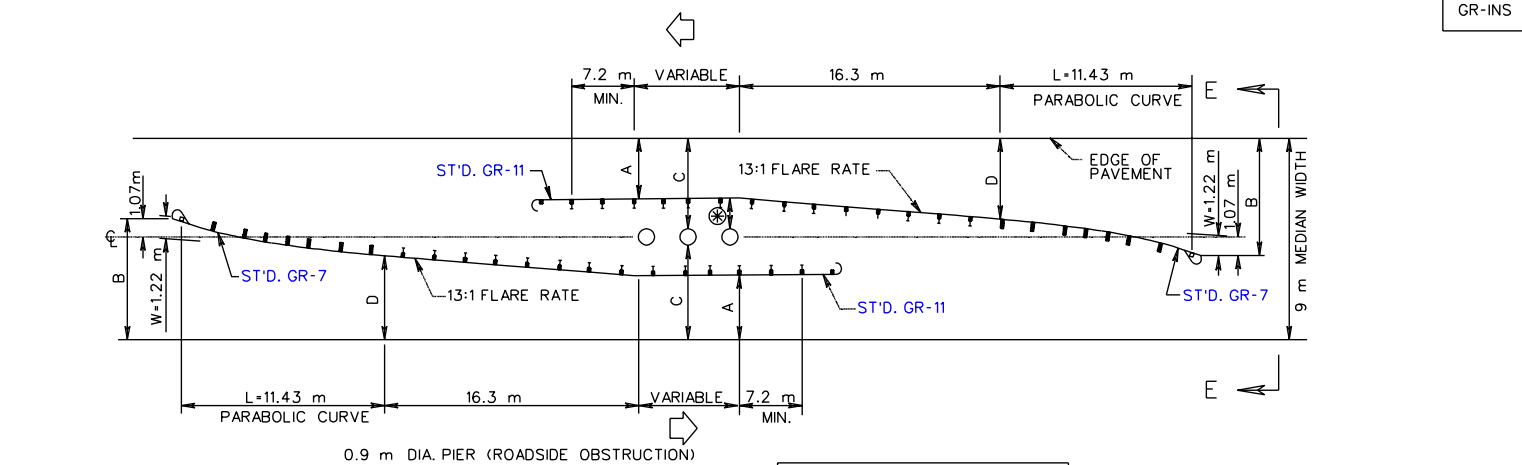 GR-INS
7.2 m
VARIABLE
16.3 m
L=11.43 m
MIN.
PARABOLIC CURVE
E
ST'D. GR-11
A
C
13:1 FLARE RATE
D
EDGE OF
PAVEMENT
W=1.22 m
1.07 m
B
9 m MEDIAN WIDTH
1.07m
B
W=1.22 m
ST'D. GR-7
D
13:1 FLARE RATE
C
A
ST'D. GR-11
ST'D. GR-7
L=11.43 m
16.3 m
VARIABLE
7.2 m
E
PARABOLIC CURVE
MIN.
0.9 m DIA. PIER (ROADSIDE OBSTRUCTION)